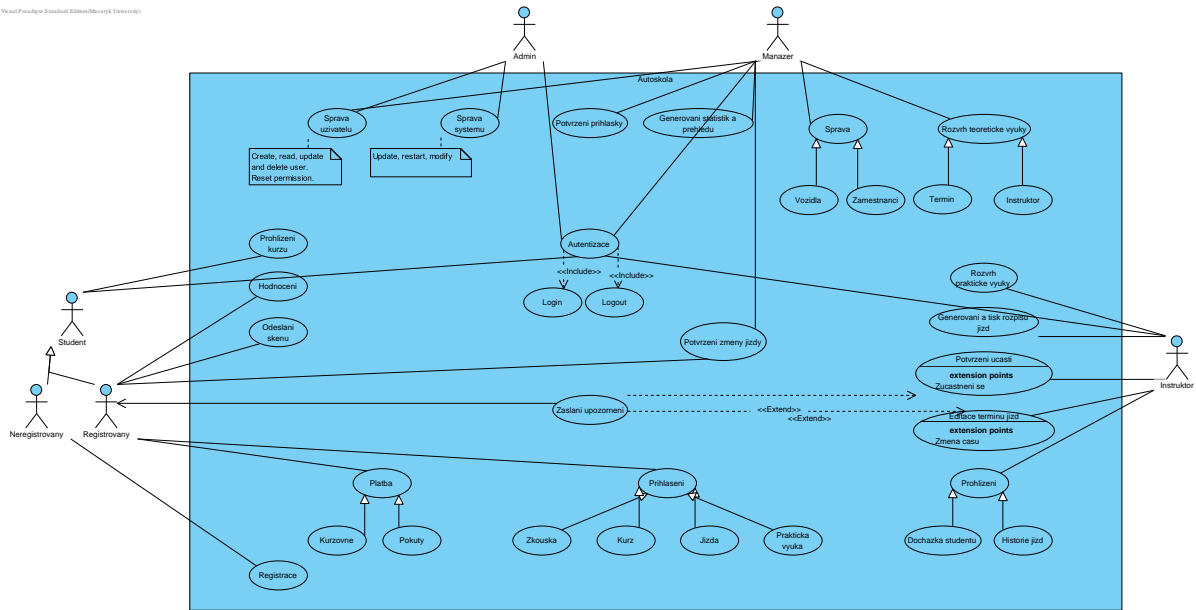 Visual Paradigm Standard Edition(Masaryk University)
Admin
Manazer
Autoskola
Sprava
uzivatelu
Sprava
systemu
Potvrzeni prihlasky
Generovani statistik a
prehledu
Sprava
Rozvrh teoreticke vyuky
Create, read, update
and delete user.
Reset permission.
Update, restart, modify
Vozidla
Zamestnanci
Termin
Instruktor
Prohlizeni
kurzu
Autentizace
<<Include>>
<<Include>>
Hodnoceni
Login
Logout
Rozvrh
prakticke vyuky
Generovani a tisk rozpisu
jizd
Odeslani
skenu
Student
Potvrzeni zmeny jizdy
Potvrzeni ucasti
extension points
Zucastneni se
Instruktor
Zaslani upozorneni
<<Extend>>
<<Extend>>
Editace terminu jizd
extension points
Zmena casu
Neregistrovany
Registrovany
Platba
Prihlaseni
Prohlizeni
Kurzovne
Pokuty
Zkouska
Kurz
Jizda
Prakticka
vyuka
Dochazka studentu
Historie jizd
Registrace